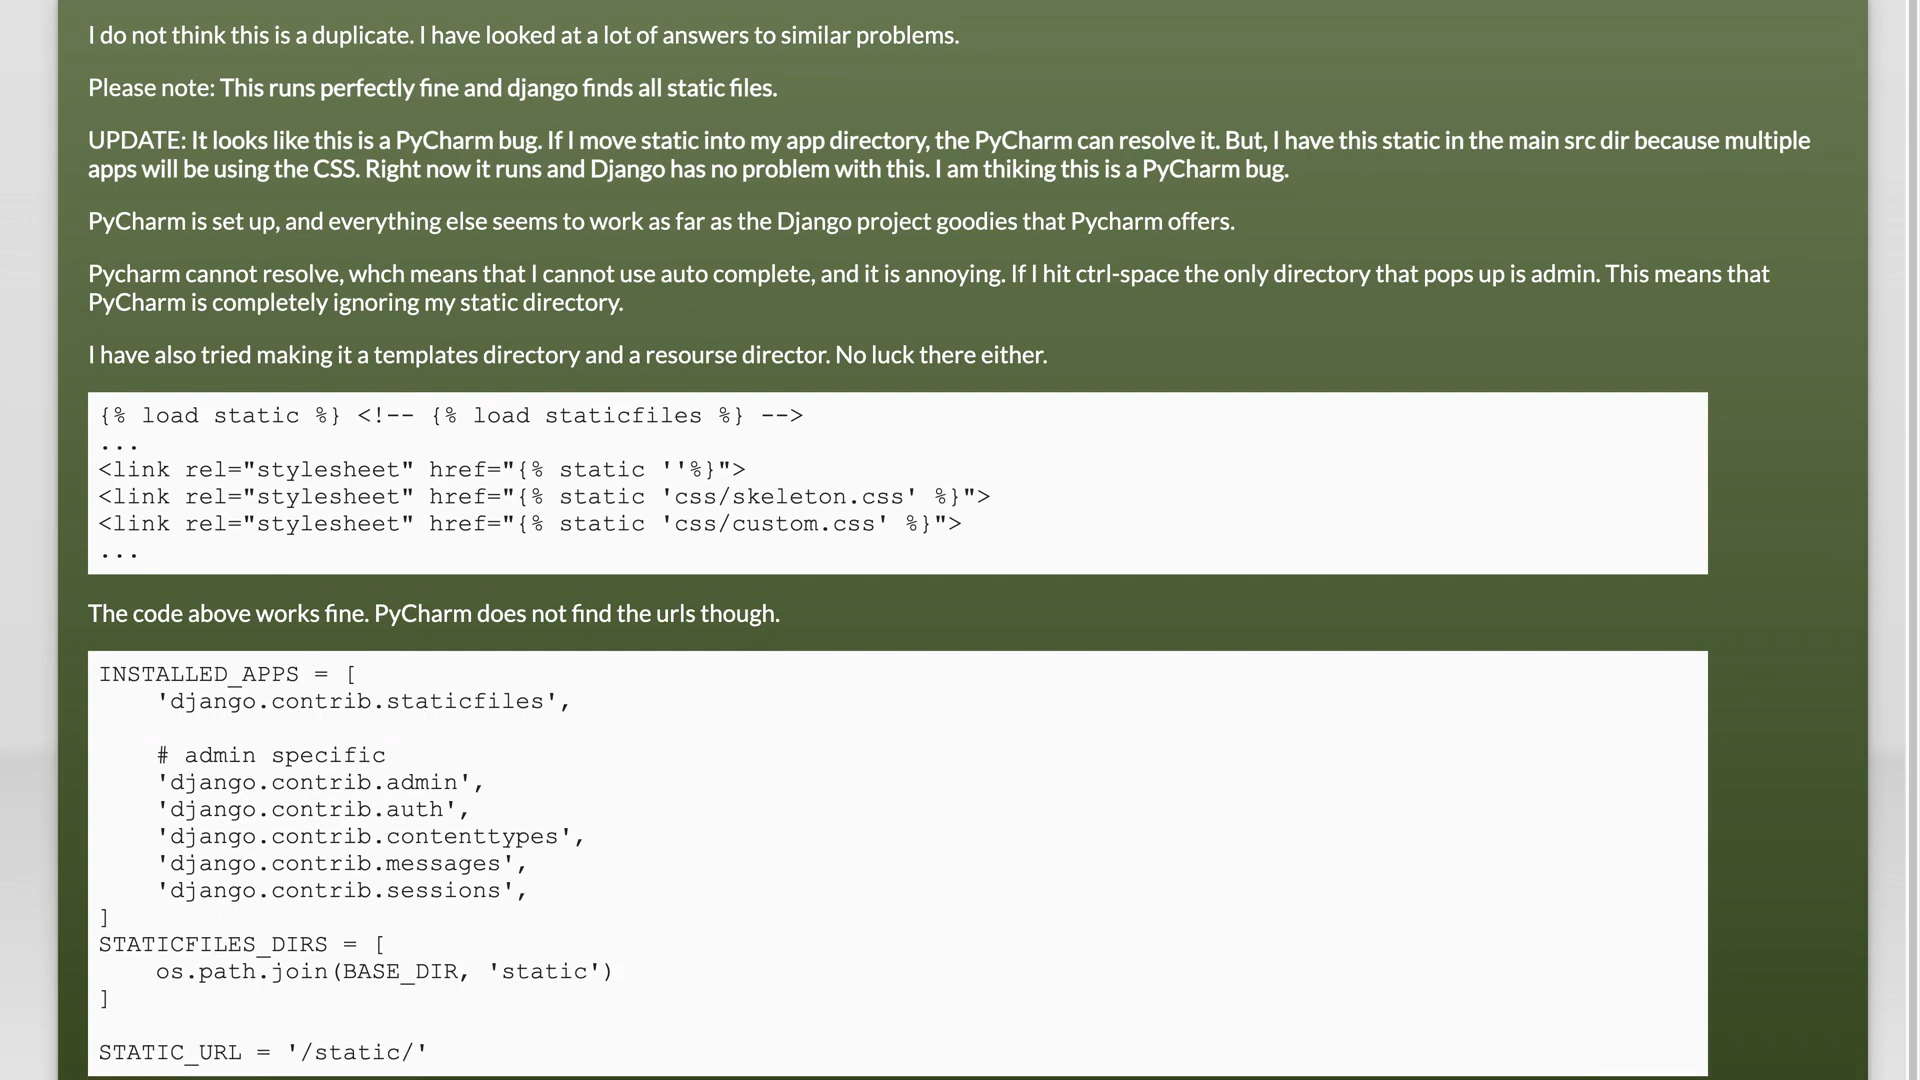 I do not think this is a duplicate. I have looked at a lot of answers to similar problems.
Please note: This runs perfectly fine and django finds all static files.
UPDATE: It looks like this is a PyCharm bug. If I move static into my app directory, the PyCharm can resolve it. But, I have this static in the main src dir because multiple
apps will be using the CSS. Right now it runs and Django has no problem with this. I am thiking this is a PyCharm bug.
PyCharm is set up, and everything else seems to work as far as the Django project goodies that Pycharm offers.
Pycharm cannot resolve, whch means that I cannot use auto complete, and it is annoying. If I hit ctrl-space the only directory that pops up is admin. This means that
PyCharm is completely ignoring my static directory.
I have also tried making it a templates directory and a resourse director. No luck there either.
{% load static %} <!-- {% load staticfiles %} -->
...
<link rel="stylesheet" href="{% static ''%}">
<link rel="stylesheet" href="{% static 'css/skeleton.css' %}">
<link rel="stylesheet" href="{% static 'css/custom.css' %}">
...
The code above works fine. PyCharm does not find the urls though.
INSTALLED_APPS = [
    'django.contrib.staticfiles',
    # admin specific
    'django.contrib.admin',
    'django.contrib.auth',
    'django.contrib.contenttypes',
    'django.contrib.messages',
    'django.contrib.sessions',
]
STATICFILES_DIRS = [
    os.path.join(BASE_DIR, 'static')
]
STATIC_URL = '/static/'